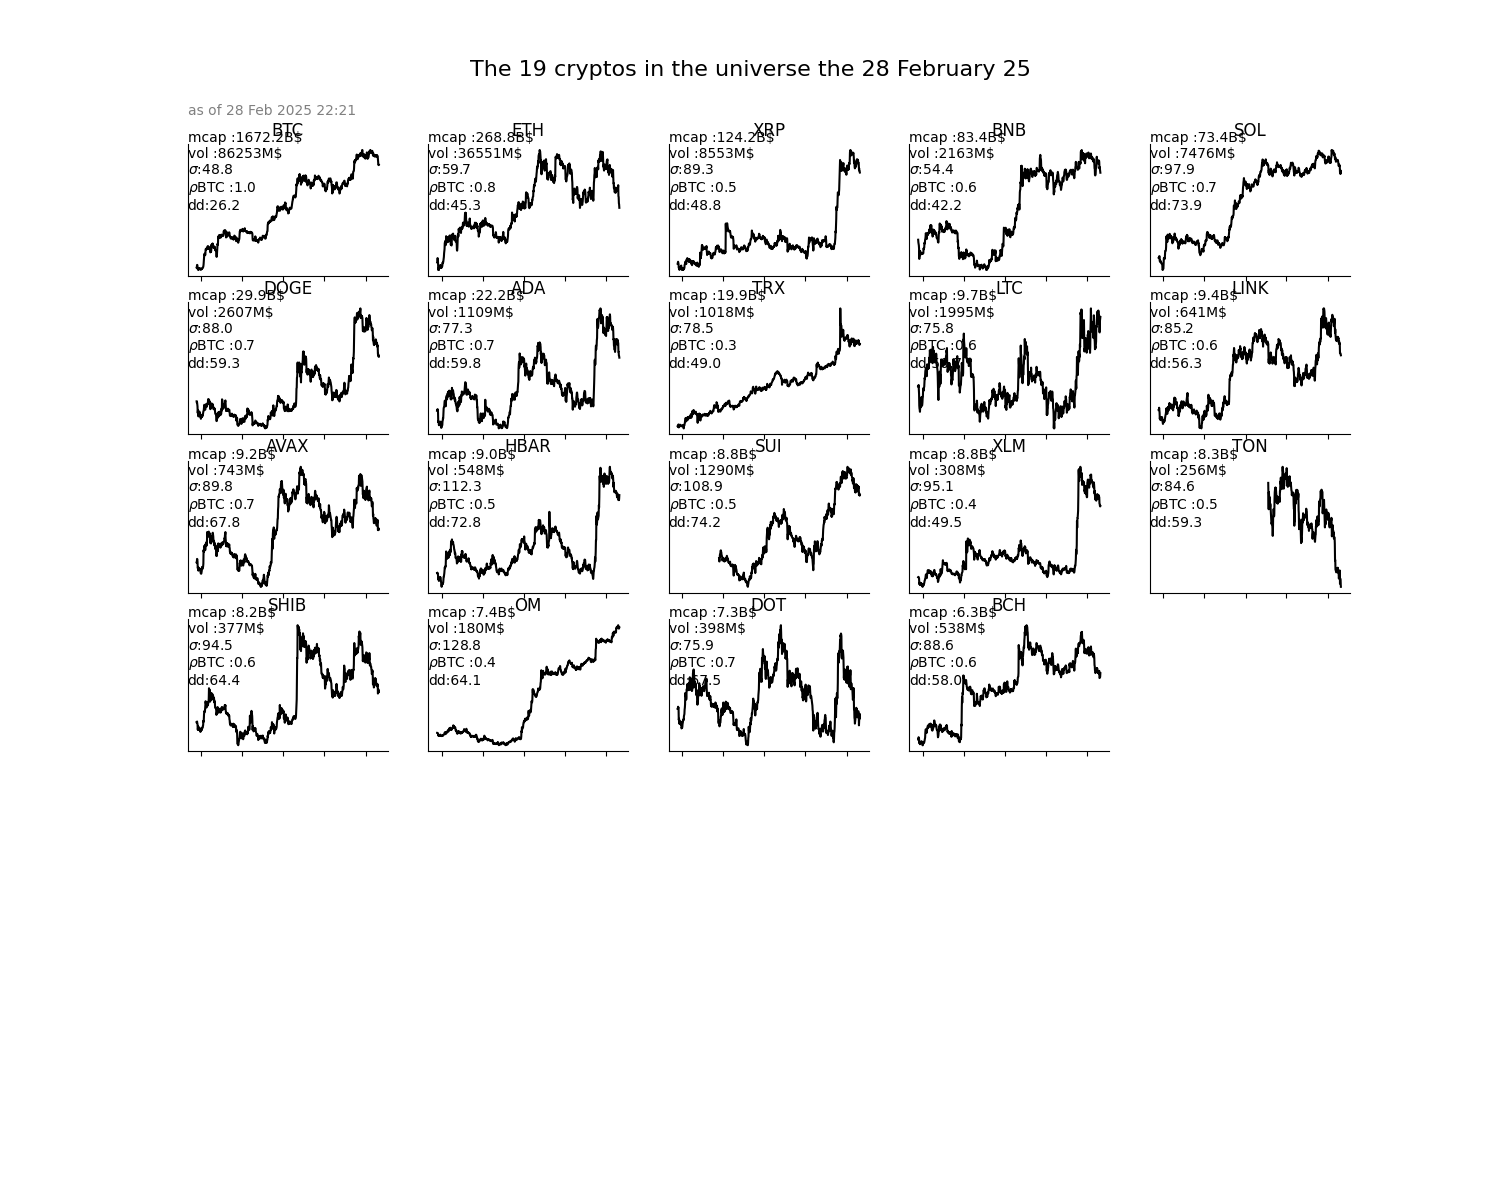 The 19 cryptos in the universe the 28 February 25
as of 28 Feb 2025 22:21
BTC
mcap :1672.2B$
vol :86253M$
σ:48.8
ρBTC :1.0
dd:26.2
ETH
mcap :268.8B$
vol :36551M$
σ:59.7
ρBTC :0.8
dd:45.3
XRP
mcap :124.2B$
vol :8553M$
σ:89.3
ρBTC :0.5
dd:48.8
BNB
mcap :83.4B$
vol :2163M$
σ:54.4
ρBTC :0.6
dd:42.2
SOL
mcap :73.4B$
vol :7476M$
σ:97.9
ρBTC :0.7
dd:73.9
DOGE
mcap :29.9B$
vol :2607M$
σ:88.0
ρBTC :0.7
dd:59.3
ADA
mcap :22.2B$
vol :1109M$
σ:77.3
ρBTC :0.7
dd:59.8
TRX
mcap :19.9B$
vol :1018M$
σ:78.5
ρBTC :0.3
dd:49.0
LTC
mcap :9.7B$
vol :1995M$
σ:75.8
ρBTC :0.6
LINK
mcap :9.4B$
vol :641M$
σ:85.2
ρBTC :0.6
dd:56.3
AVAX
mcap :9.2B$
vol :743M$
σ:89.8
ρBTC :0.7
dd:67.8
HBAR
mcap :9.0B$
vol :548M$
σ:112.3
ρBTC :0.5
dd:72.8
SUI
mcap :8.8B$
vol :1290M$
σ:108.9
ρBTC :0.5
dd:74.2
XLM
mcap :8.8B$
vol :308M$
σ:95.1
ρBTC :0.4
dd:49.5
TON
mcap :8.3B$
vol :256M$
σ:84.6
ρBTC :0.5
dd:59.3
SHIB
mcap :8.2B$
vol :377M$
σ:94.5
ρBTC :0.6
dd:64.4
OM
mcap :7.4B$
vol :180M$
σ:128.8
ρBTC :0.4
dd:64.1
DOT
mcap :7.3B$
vol :398M$
σ:75.9
ρBTC :0.7
dd:67.5
BCH
mcap :6.3B$
vol :538M$
σ:88.6
ρBTC :0.6
dd:58.0